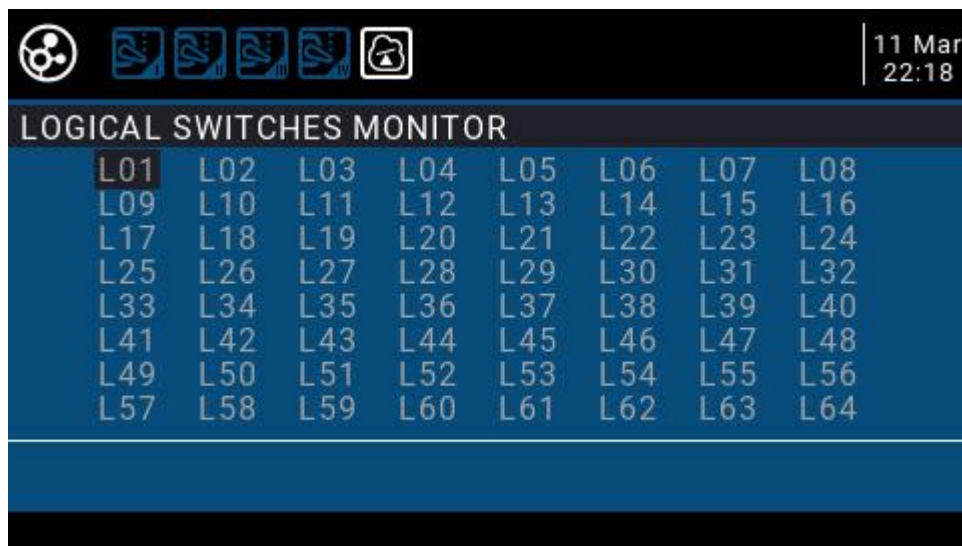 11 Mar
22:18
LOGICAL SWITCHES MONITOR
L01 L02 L03 L04 L05 L06 L07 L08
L09 L10 L11 L12 L13 L14 L15 L16
L17 L18 L19 L20 L21 L22 L23 L24
L25 L26 L27 L28 L29 L30 L31 L32
L33 L34 L35 L36 L37 L38 L39 L40
L41 L42 L43 L44 L45 L46 L47 L48
L49 L50 L51 L52 L53 L54 L55 L56
L57 L58 L59 L60 L61 L62 L63 L64